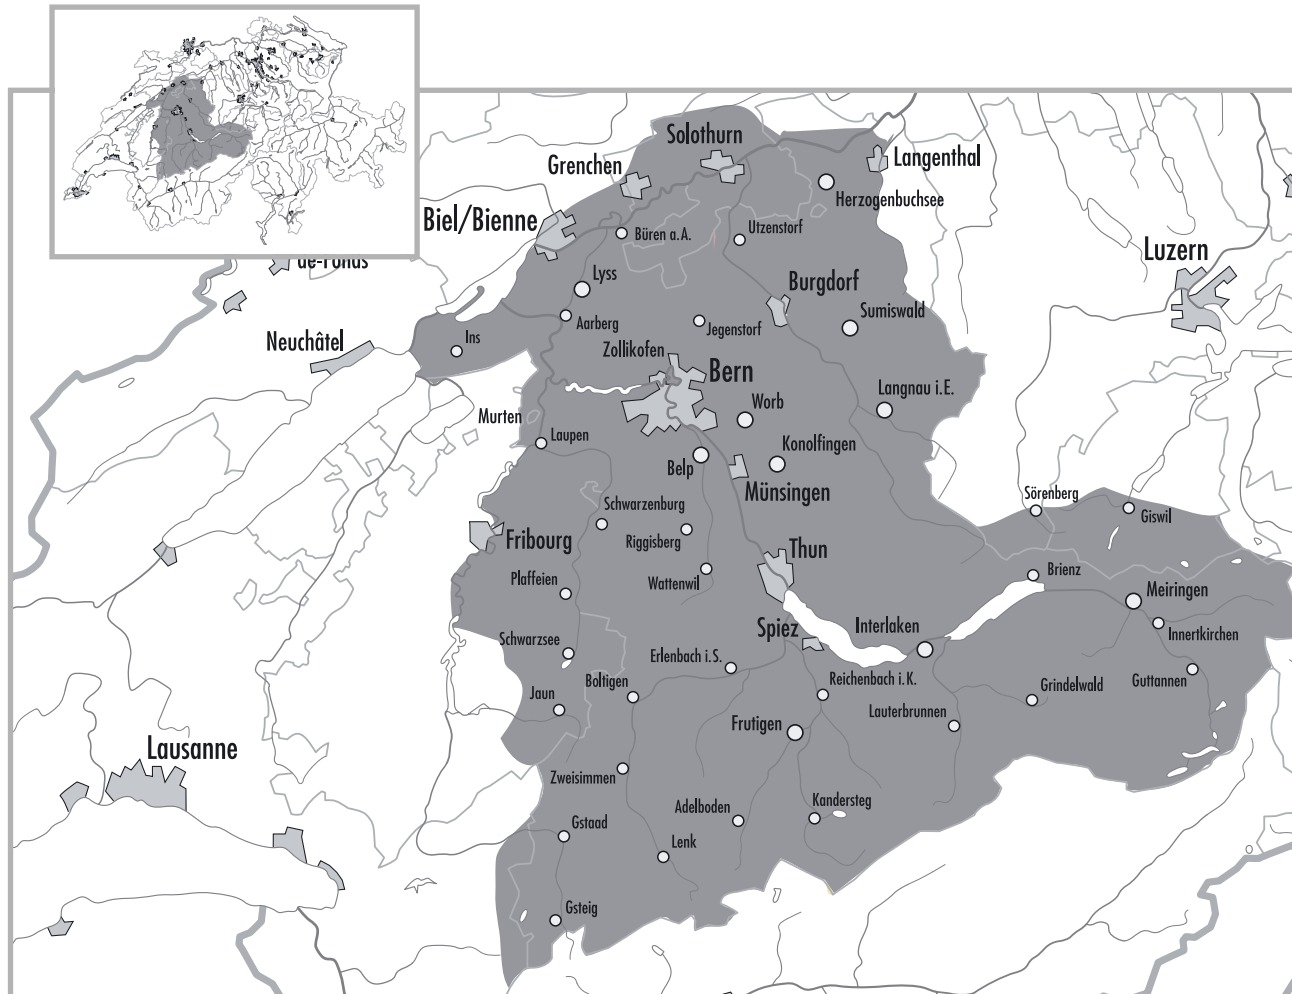 Solothurn
Langenthal
Grenchen
Herzogenbuchsee
Biel/Bienne
Büren a.A.
Utzenstorf
Luzern
de-Fonds
Lyss
Burgdorf
Sumiswald
Aarberg
Jegenstorf
Neuchâtel
Ins
Zollikofen
Bern
Langnau i.E.
Worb
Murten
Laupen
Konolfingen
Belp
Münsingen
Sörenberg
Schwarzenburg
Giswil
Fribourg
Riggisberg
Thun
Plaffeien
Wattenwil
Brienz
Meiringen
Spiez
Interlaken
Innertkirchen
Schwarzsee
Erlenbach i.S.
Boltigen
Reichenbach i.K.
Grindelwald
Guttannen
Jaun
Lauterbrunnen
Frutigen
Lausanne
Zweisimmen
Adelboden
Kandersteg
Gstaad
Lenk
Gsteig